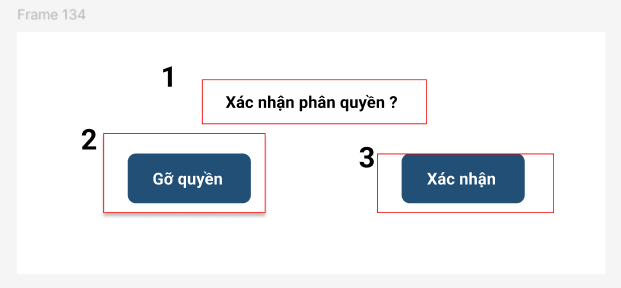 Frame 134
1
Xác nhận phân quyền ?
2
Gỡ quyền
3
Xác nhận